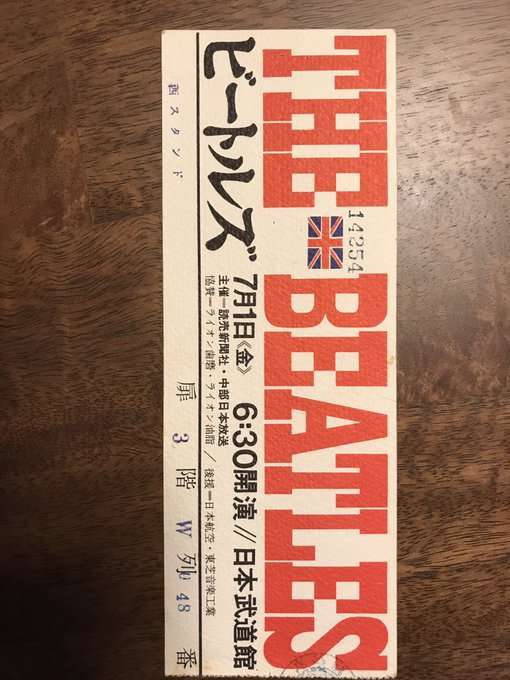 THE BEATLES
14254
ビートルズ
7月1日《金》 6:30開演//日本武道館
主催=読売新聞社・中部日本放送
協賛=ライオン歯磨・ライオン油脂/後援=日本航空・東芝音楽工業
西スタンド 扉 3 階 W 列 48 番